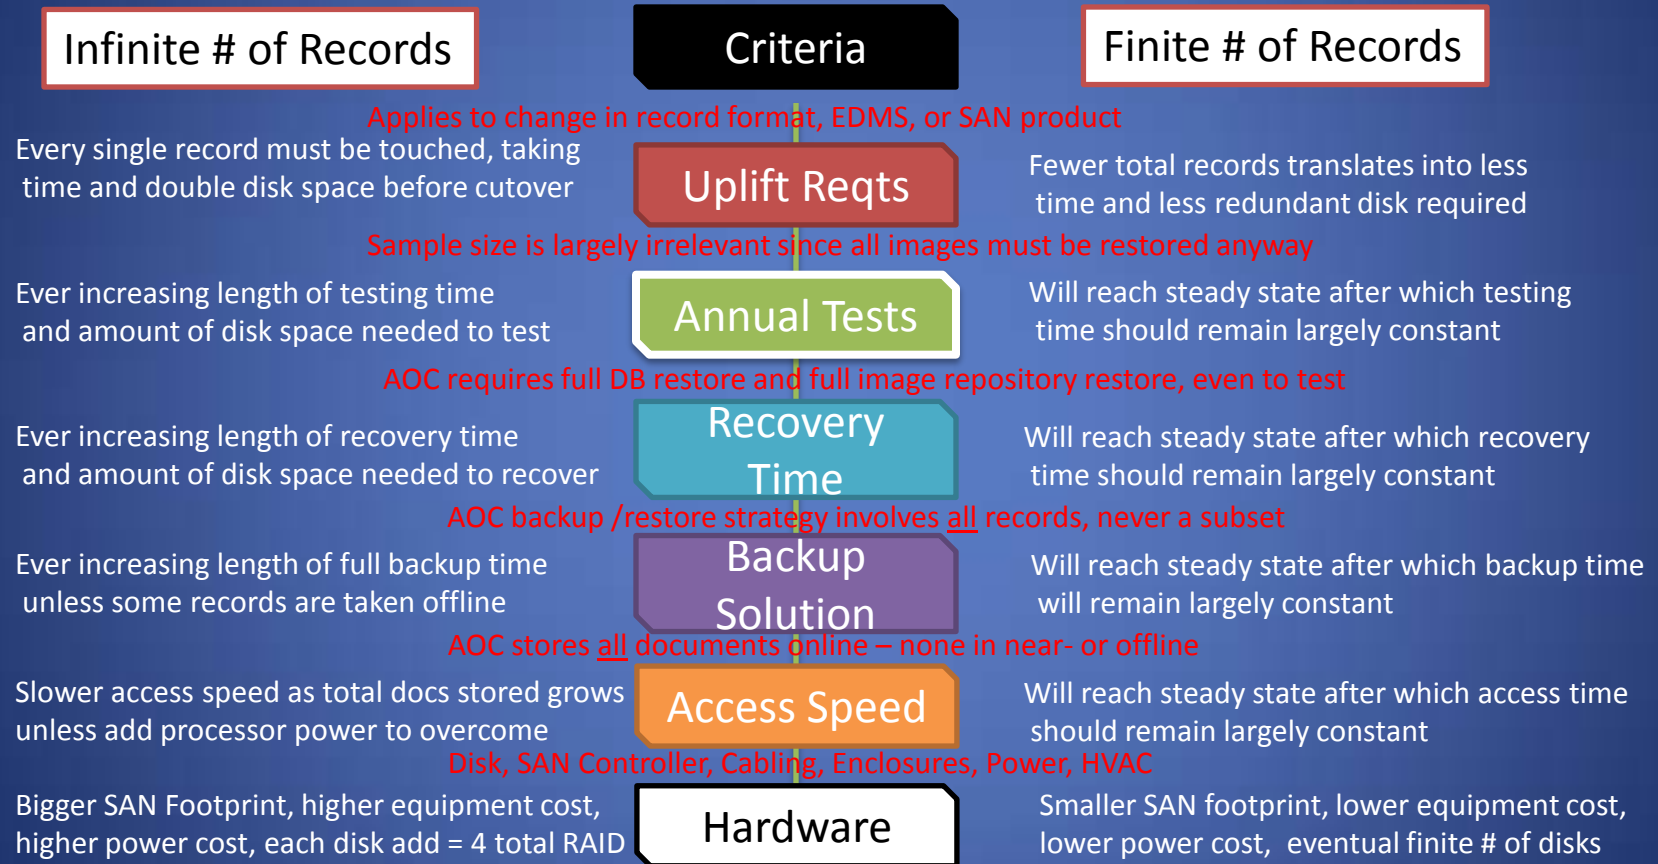 Infinite # of Records
Criteria
Finite # of Records
Applies to change in record format, EDMS, or SAN product
Every single record must be touched, taking
time and double disk space before cutover
Uplift Reqts
Fewer total records translates into less
time and less redundant disk required
Sample size is largely irrelevant since all images must be restored anyway
Ever increasing length of testing time
and amount of disk space needed to test
Annual Tests
Will reach steady state after which testing
time should remain largely constant
AOC requires full DB restore and full image repository restore, even to test
Ever increasing length of recovery time
and amount of disk space needed to recover
Recovery
Time
Will reach steady state after which recovery
time should remain largely constant
AOC backup /restore strategy involves all records, never a subset
Ever increasing length of full backup time
unless some records are taken offline
Backup
Solution
Will reach steady state after which backup time
will remain largely constant
AOC stores all documents online – none in near- or offline
Slower access speed as total docs stored grows
unless add processor power to overcome
Access Speed
Will reach steady state after which access time
should remain largely constant
Disk, SAN Controller, Cabling, Enclosures, Power, HVAC
Bigger SAN Footprint, higher equipment cost,
higher power cost, each disk add = 4 total RAID
Hardware
Smaller SAN footprint, lower equipment cost,
lower power cost, eventual finite # of disks